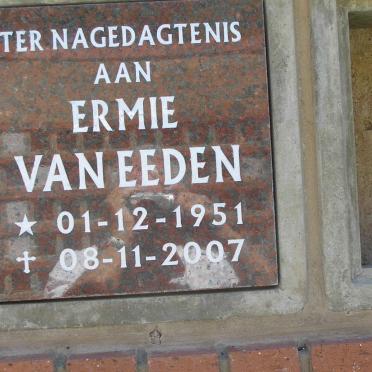 TER NAGEDAGTENIS
AAN
ERMIE
VAN EEDEN
★ 01-12-1951
✝ 08-11-2007